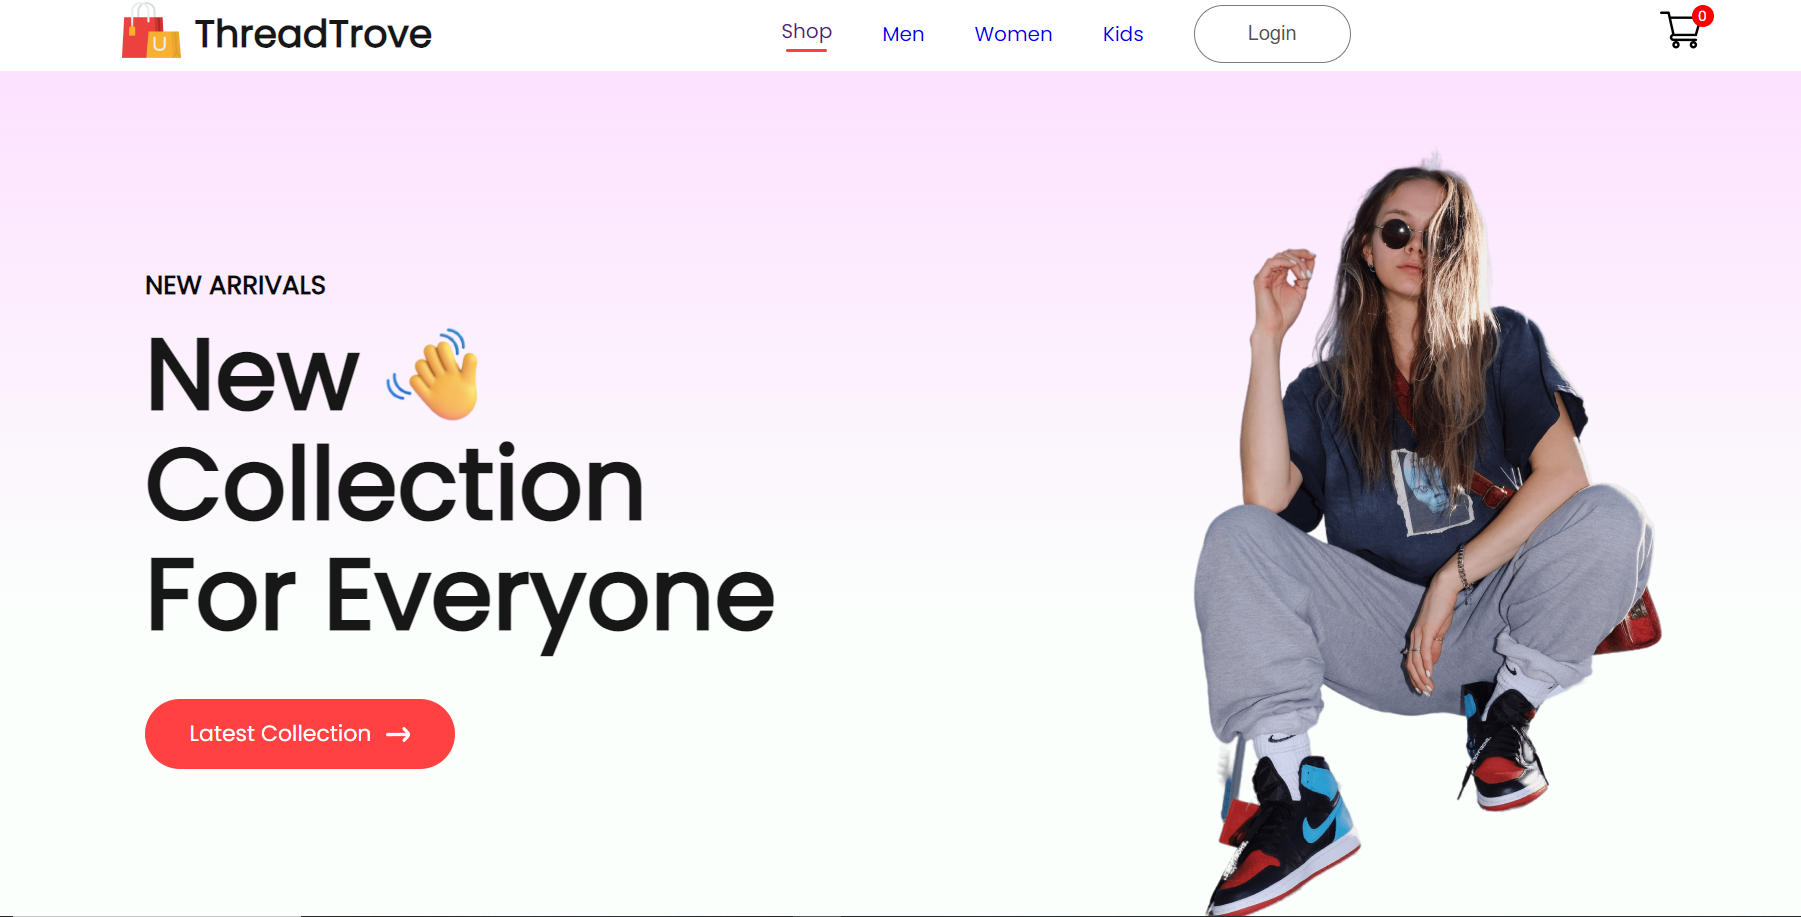 ThreadTrove
Shop Men Women Kids Login
0
NEW ARRIVALS
New 👋
Collection
For Everyone
Latest Collection →